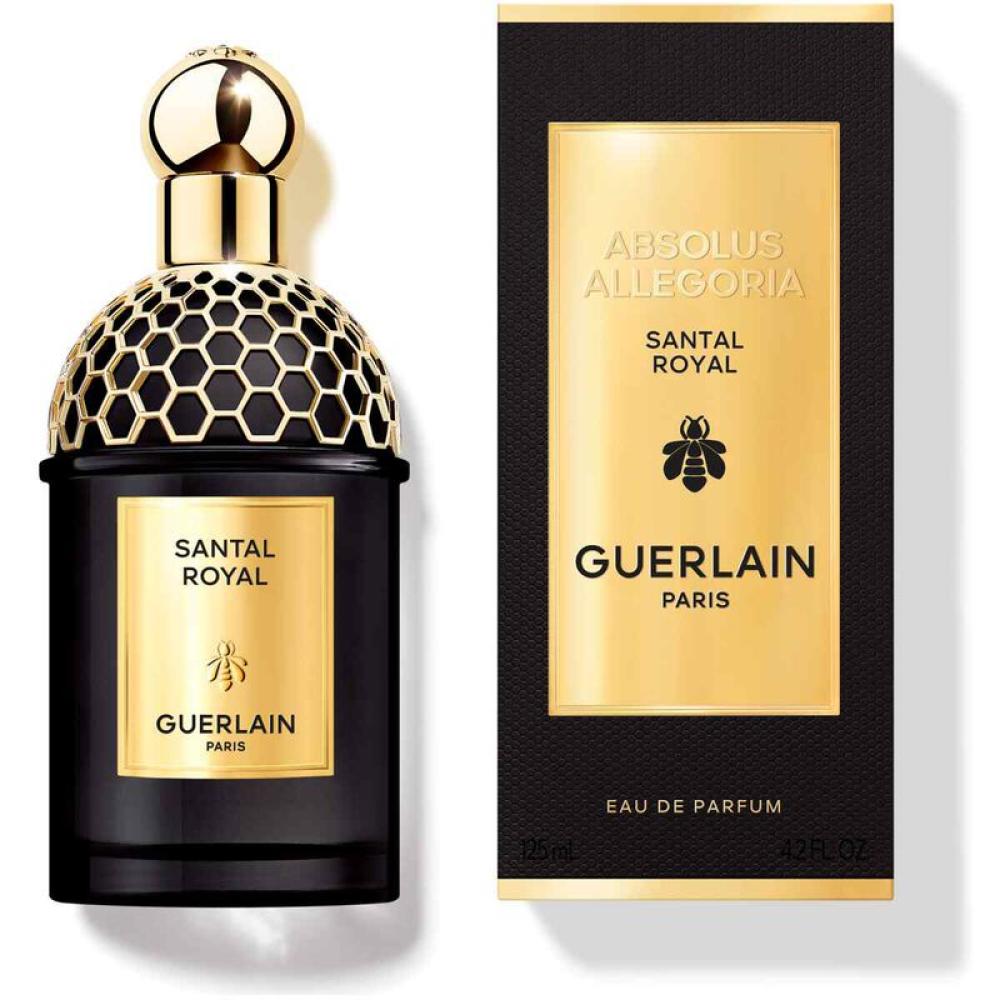 SANTAL
ROYAL
GUERLAIN
PARIS
ABSOLUS
ALLEGORIA
SANTAL
ROYAL
GUERLAIN
PARIS
EAU DE PARFUM
125 mL 4.2 FL. OZ.